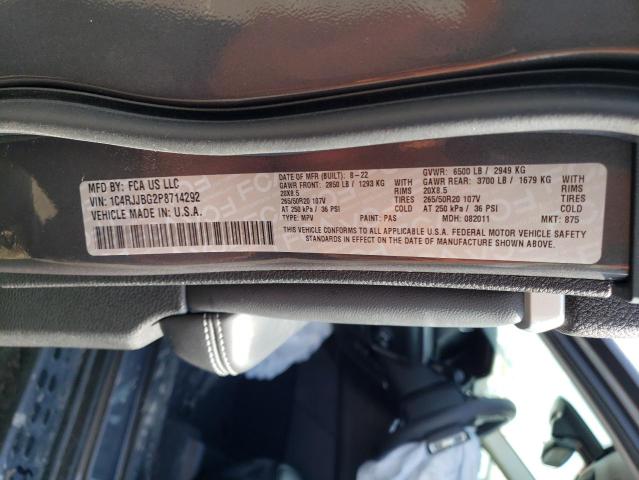 MFD BY: FCA US LLC
VIN: 1C4RJJBG2P8714292
VEHICLE MADE IN: U.S.A.
DATE OF MFR (BUILT): 8-22
GAWR FRONT: 2850 LB / 1293 KG
20X8.5
265/50R20 107V TIRES
AT 250 kPa / 36 PSI COLD
TYPE: MPV PAINT: PAS
GVWR: 6500 LB / 2949 KG
GAWR REAR: 3700 LB / 1679 KG
20X8.5
265/50R20 107V TIRES
AT 250 kPa / 36 PSI COLD
MDH: 082011 MKT: 875
THIS VEHICLE CONFORMS TO ALL APPLICABLE U.S.A. FEDERAL MOTOR VEHICLE SAFETY
STANDARDS IN EFFECT ON THE DATE OF MANUFACTURE SHOWN ABOVE.